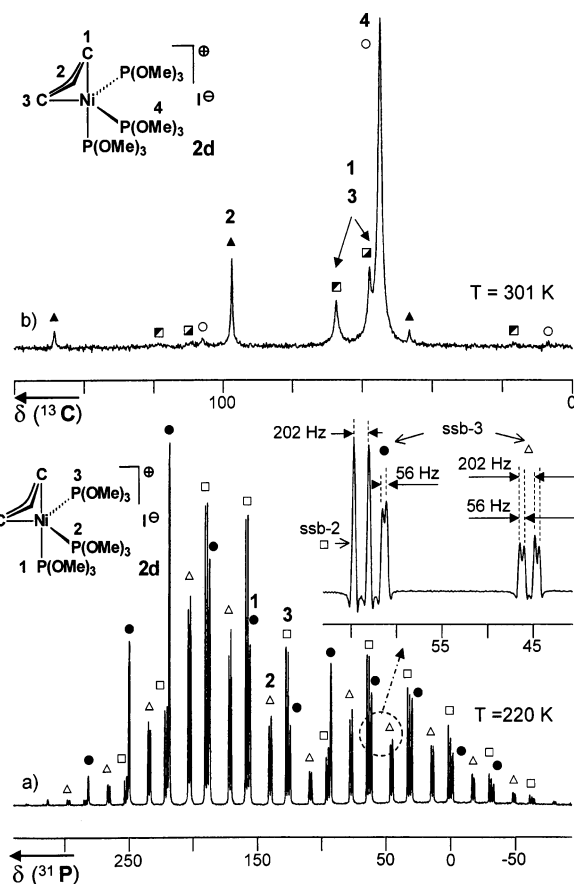 4
1
⊕
2
P(OMe)3
I⊖
3 C
C
Ni
4
P(OMe)3
P(OMe)3
2d
1
3
2
T = 301 K
b)
100
0
δ (13 C)
3
⊕
P(OMe)3
Ni
I⊖
2
P(OMe)3
1 P(OMe)3
2d
C
202 Hz
ssb-3
56 Hz
202 Hz
56 Hz
ssb-2
55
45
1
3
2
T = 220 K
a)
250
150
50
0
-50
δ (31 P)